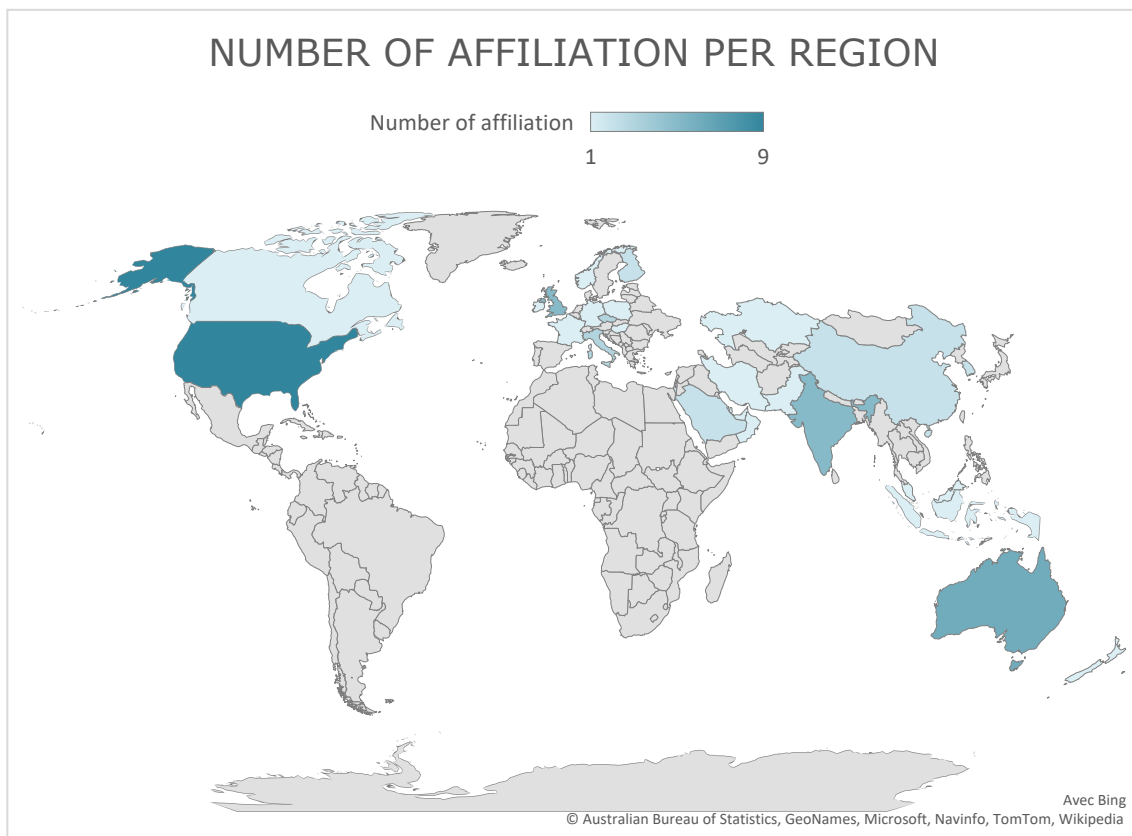 NUMBER OF AFFILIATION PER REGION
Number of affiliation
1 9
Avec Bing
© Australian Bureau of Statistics, GeoNames, Microsoft, Navinfo, TomTom, Wikipedia